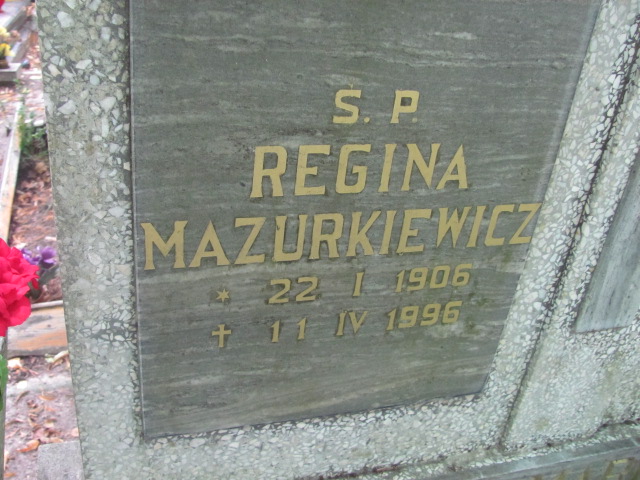 S. P.
REGINA
MAZURKIEWICZ
* 22 I 1906
† 11 IV 1996